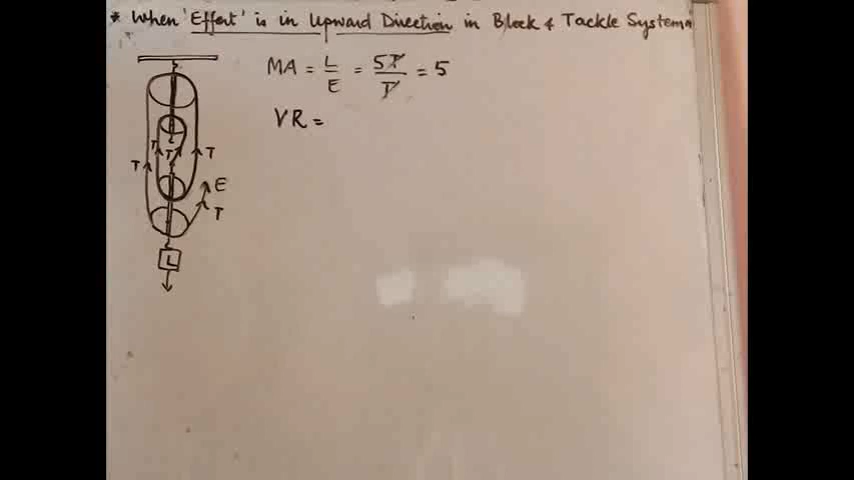 * When 'Effort' is in Upward Direction in Block & Tackle System
MA = L/E = 5T/T = 5
VR =
T T T T
E
T
L